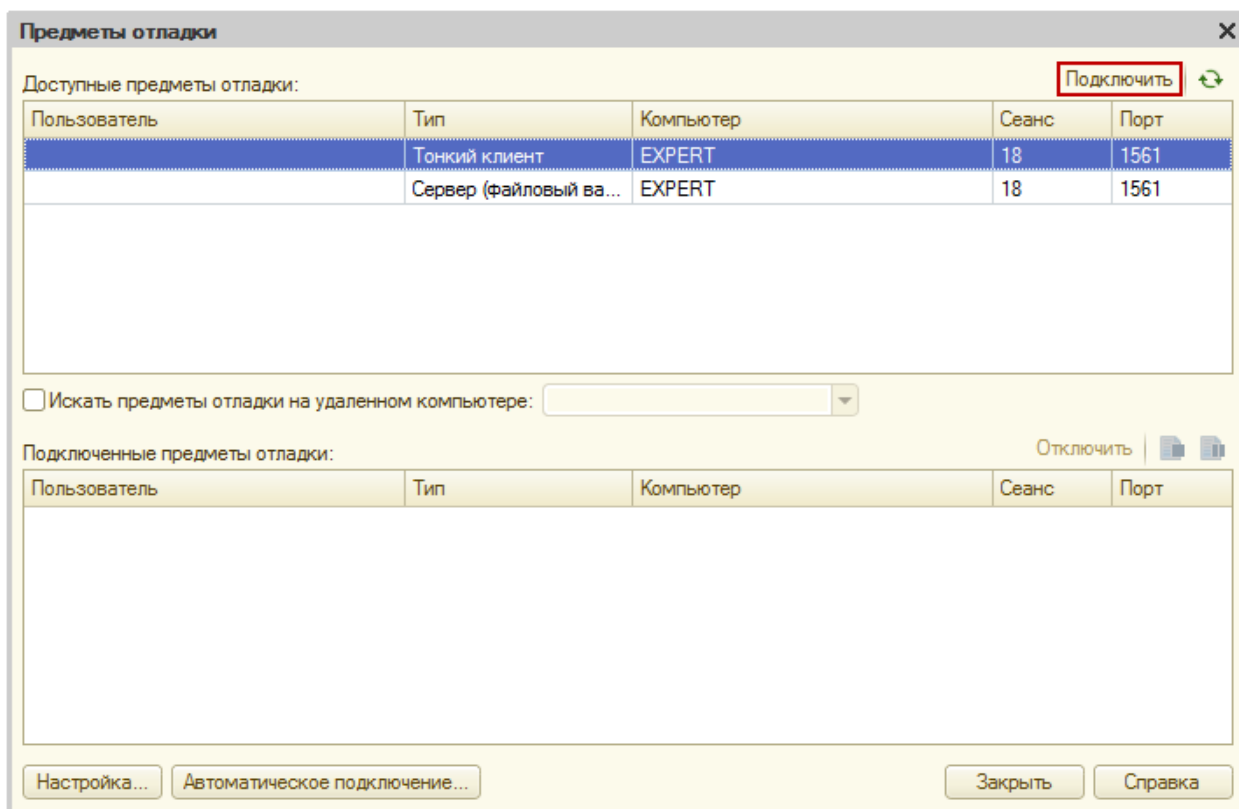 Предметы отладки
Доступные предметы отладки: Подключить
Пользователь Тип Компьютер Сеанс Порт
Тонкий клиент EXPERT 18 1561
Сервер (файловый ва... EXPERT 18 1561
Искать предметы отладки на удаленном компьютере:
Подключенные предметы отладки: Отключить
Пользователь Тип Компьютер Сеанс Порт
Настройка... Автоматическое подключение... Закрыть Справка